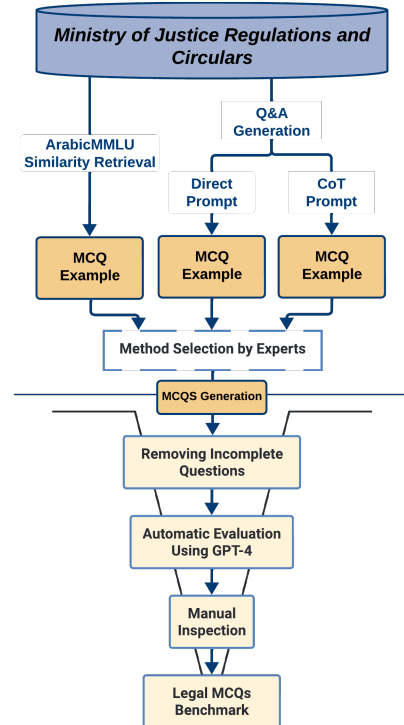 Ministry of Justice Regulations and
Circulars
Q&A
Generation
ArabicMMLU
Similarity Retrieval
Direct
Prompt
CoT
Prompt
MCQ
Example
MCQ
Example
MCQ
Example
Method Selection by Experts
MCQS Generation
Removing Incomplete
Questions
Automatic Evaluation
Using GPT-4
Manual
Inspection
Legal MCQs
Benchmark